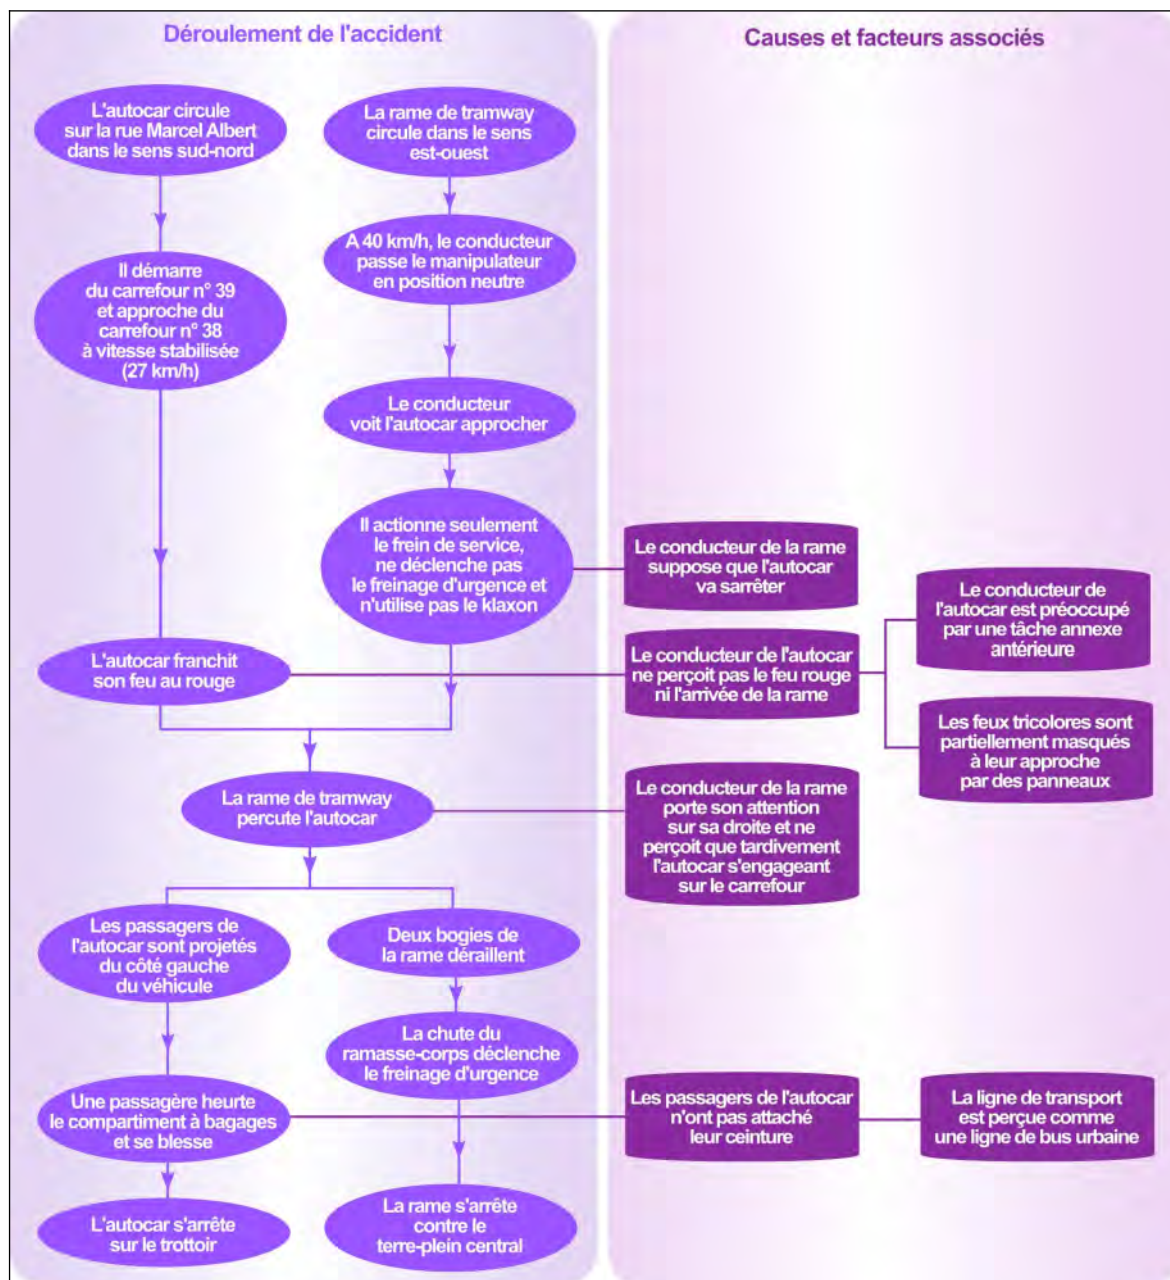 Déroulement de l'accident
Causes et facteurs associés
L'autocar circule
sur la rue Marcel Albert
dans le sens sud-nord
La rame de tramway
circule dans le sens
est-ouest
A 40 km/h, le conducteur
passe le manipulateur
en position neutre
Il démarre
du carrefour n° 39
et approche du
carrefour n° 38
à vitesse stabilisée
(27 km/h)
Le conducteur
voit l'autocar approcher
Il actionne seulement
le frein de service,
ne déclenche pas
le freinage d'urgence et
n'utilise pas le klaxon
Le conducteur de la rame
suppose que l'autocar
va sarrêter
Le conducteur de
l'autocar est préoccupé
par une tâche annexe
antérieure
L'autocar franchit
son feu au rouge
Le conducteur de l'autocar
ne perçoit pas le feu rouge
ni l'arrivée de la rame
Les feux tricolores sont
partiellement masqués
à leur approche
par des panneaux
La rame de tramway
percute l'autocar
Le conducteur de la rame
porte son attention
sur sa droite et ne
perçoit que tardivement
l'autocar s'engageant
sur le carrefour
Les passagers de
l'autocar sont projetés
du côté gauche
du véhicule
Deux bogies de
la rame déraillent
La chute du
ramasse-corps déclenche
le freinage d'urgence
Une passagère heurte
le compartiment à bagages
et se blesse
Les passagers de l'autocar
n'ont pas attaché
leur ceinture
La ligne de transport
est perçue comme
une ligne de bus urbaine
L'autocar s'arrête
sur le trottoir
La rame s'arrête
contre le
terre-plein central